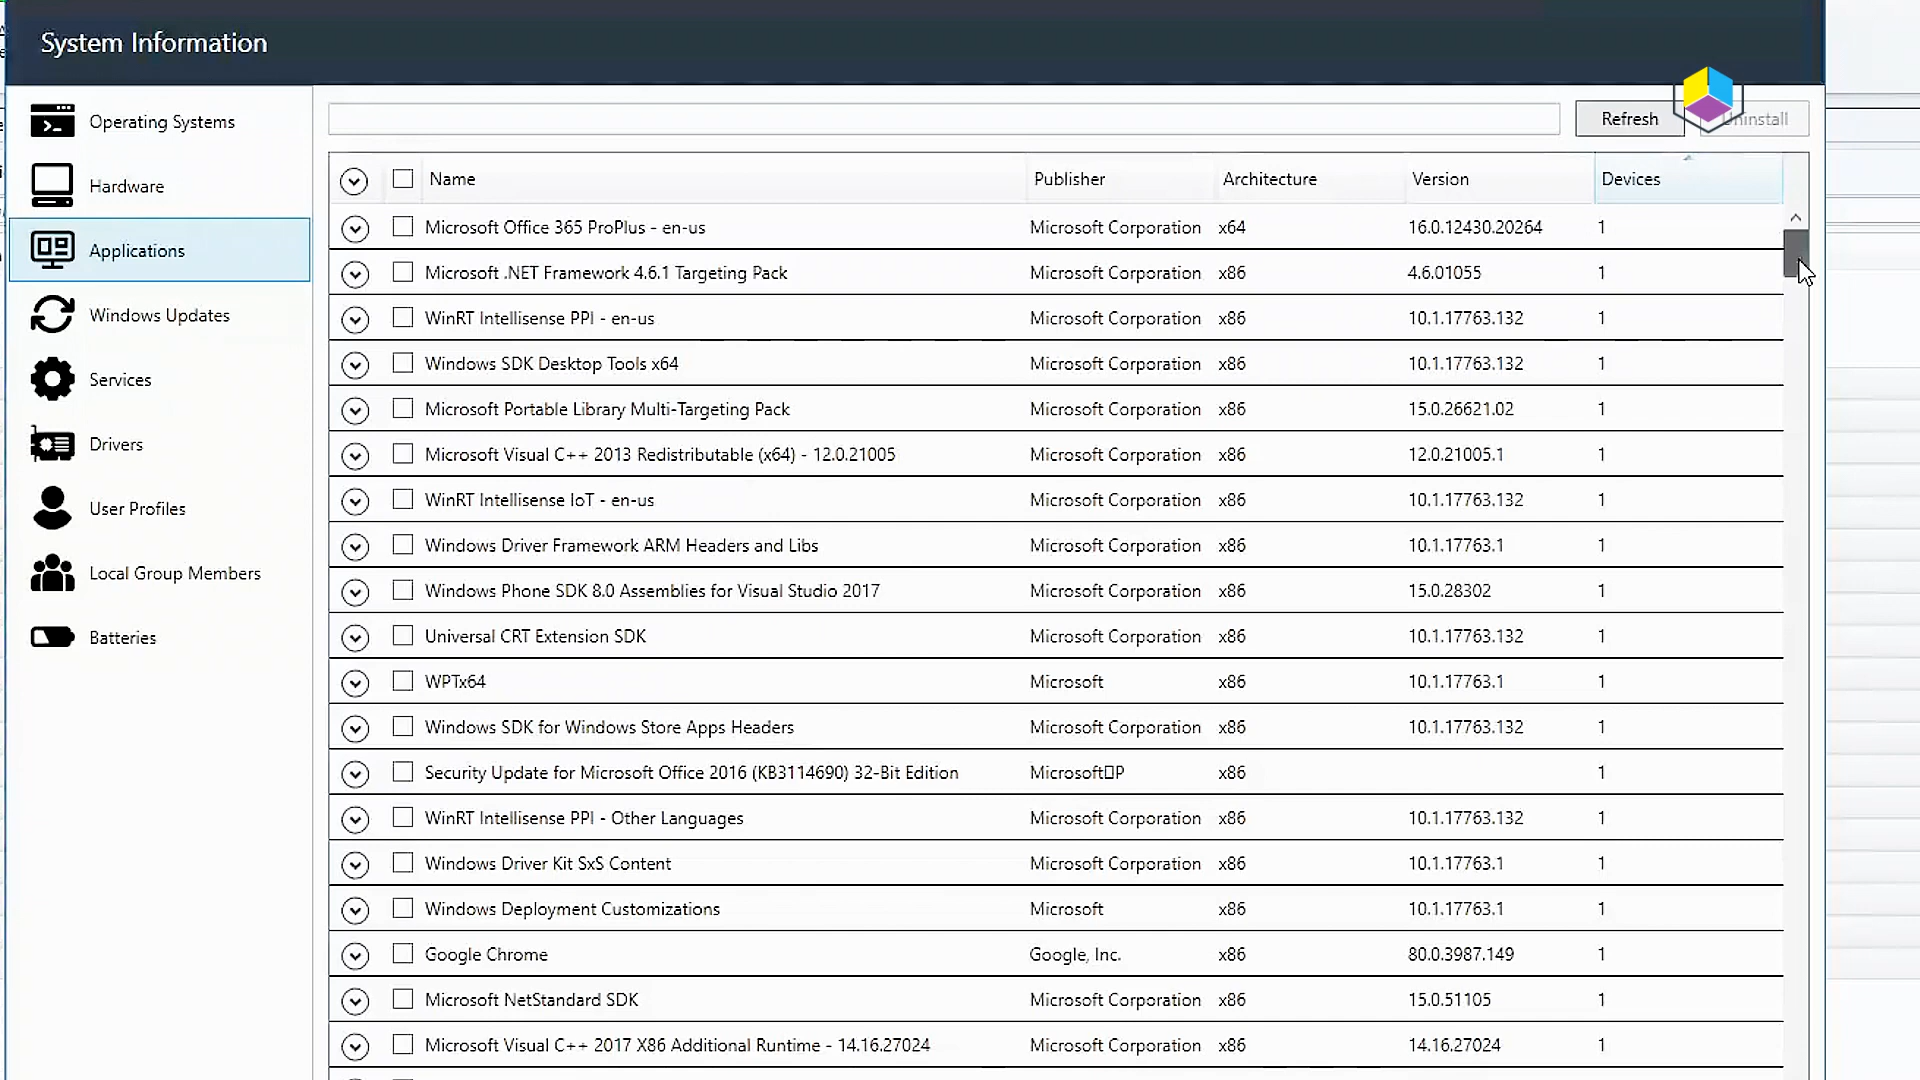 System Information
Operating Systems
Hardware
Applications
Windows Updates
Services
Drivers
User Profiles
Local Group Members
Batteries
Refresh
Uninstall
Name Publisher Architecture Version Devices
Microsoft Office 365 ProPlus - en-us Microsoft Corporation x64 16.0.12430.20264 1
Microsoft .NET Framework 4.6.1 Targeting Pack Microsoft Corporation x86 4.6.01055 1
WinRT Intellisense PPI - en-us Microsoft Corporation x86 10.1.17763.132 1
Windows SDK Desktop Tools x64 Microsoft Corporation x86 10.1.17763.132 1
Microsoft Portable Library Multi-Targeting Pack Microsoft Corporation x86 15.0.26621.02 1
Microsoft Visual C++ 2013 Redistributable (x64) - 12.0.21005 Microsoft Corporation x86 12.0.21005.1 1
WinRT Intellisense IoT - en-us Microsoft Corporation x86 10.1.17763.132 1
Windows Driver Framework ARM Headers and Libs Microsoft Corporation x86 10.1.17763.1 1
Windows Phone SDK 8.0 Assemblies for Visual Studio 2017 Microsoft Corporation x86 15.0.28302 1
Universal CRT Extension SDK Microsoft Corporation x86 10.1.17763.132 1
WPTx64 Microsoft x86 10.1.17763.1 1
Windows SDK for Windows Store Apps Headers Microsoft Corporation x86 10.1.17763.132 1
Security Update for Microsoft Office 2016 (KB3114690) 32-Bit Edition Microsoft▯P x86 1
WinRT Intellisense PPI - Other Languages Microsoft Corporation x86 10.1.17763.132 1
Windows Driver Kit SxS Content Microsoft Corporation x86 10.1.17763.1 1
Windows Deployment Customizations Microsoft x86 10.1.17763.1 1
Google Chrome Google, Inc. x86 80.0.3987.149 1
Microsoft NetStandard SDK Microsoft Corporation x86 15.0.51105 1
Microsoft Visual C++ 2017 X86 Additional Runtime - 14.16.27024 Microsoft Corporation x86 14.16.27024 1